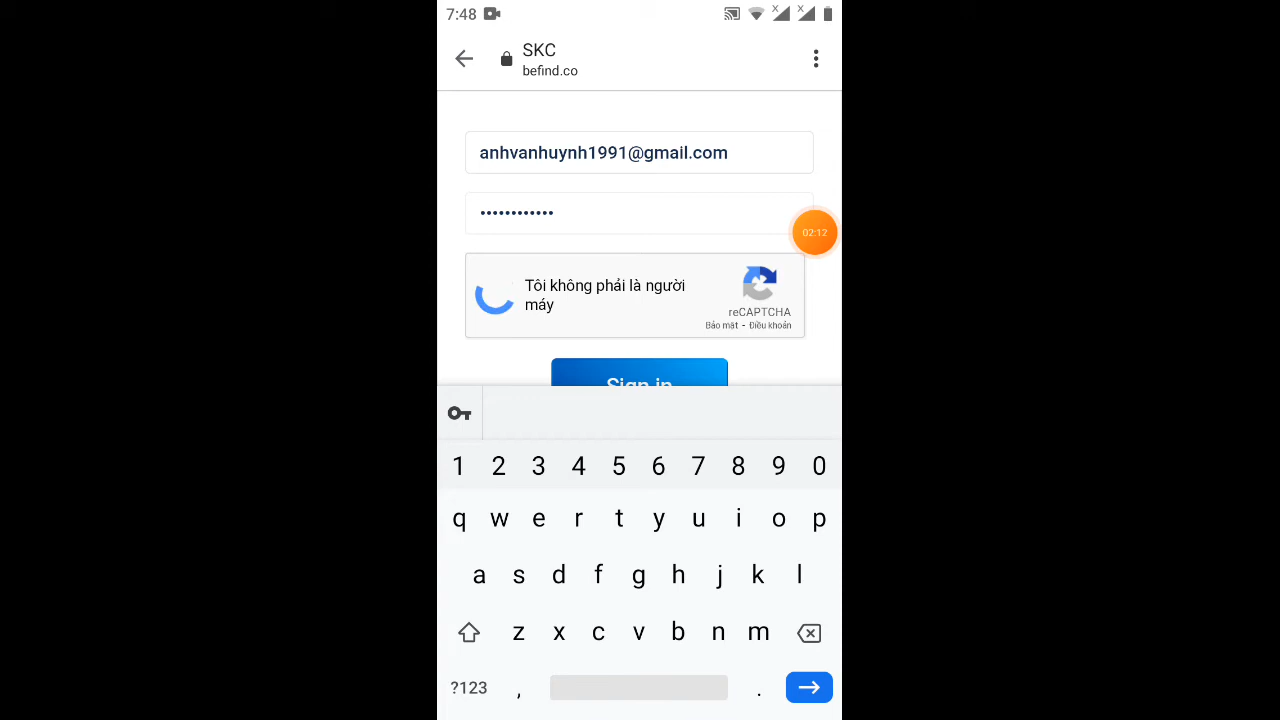 7:48
SKC
befind.co
anhvanhuynh1991@gmail.com
••••••••••••
02:12
Tôi không phải là người
máy
reCAPTCHA
Bảo mật - Điều khoản
Sign in
1 2 3 4 5 6 7 8 9 0
q w e r t y u i o p
a s d f g h j k l
z x c v b n m
?123 , .